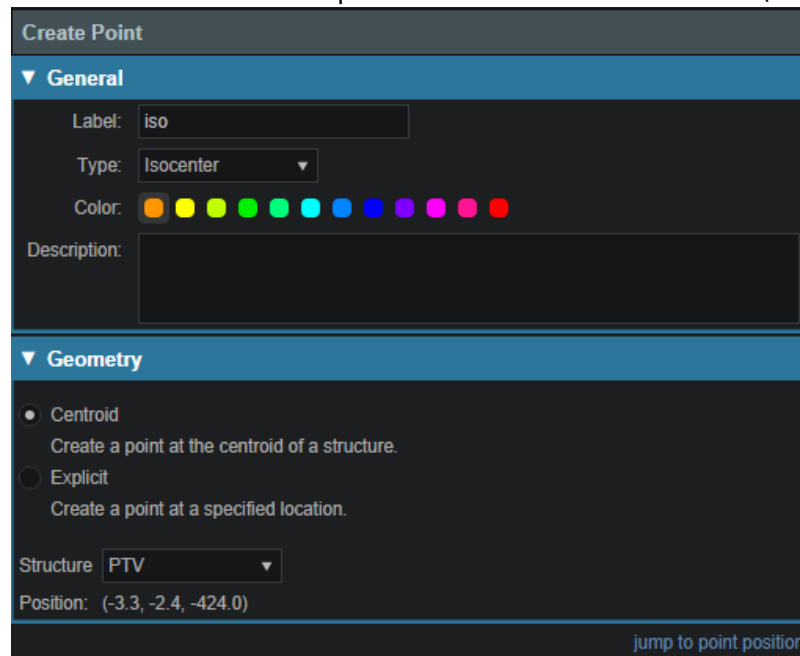 Create Point
▼ General
Label: iso
Type: Isocenter ▼
Color:
Description:
▼ Geometry
Centroid
Create a point at the centroid of a structure.
Explicit
Create a point at a specified location.
Structure PTV ▼
Position: (-3.3, -2.4, -424.0)
jump to point position